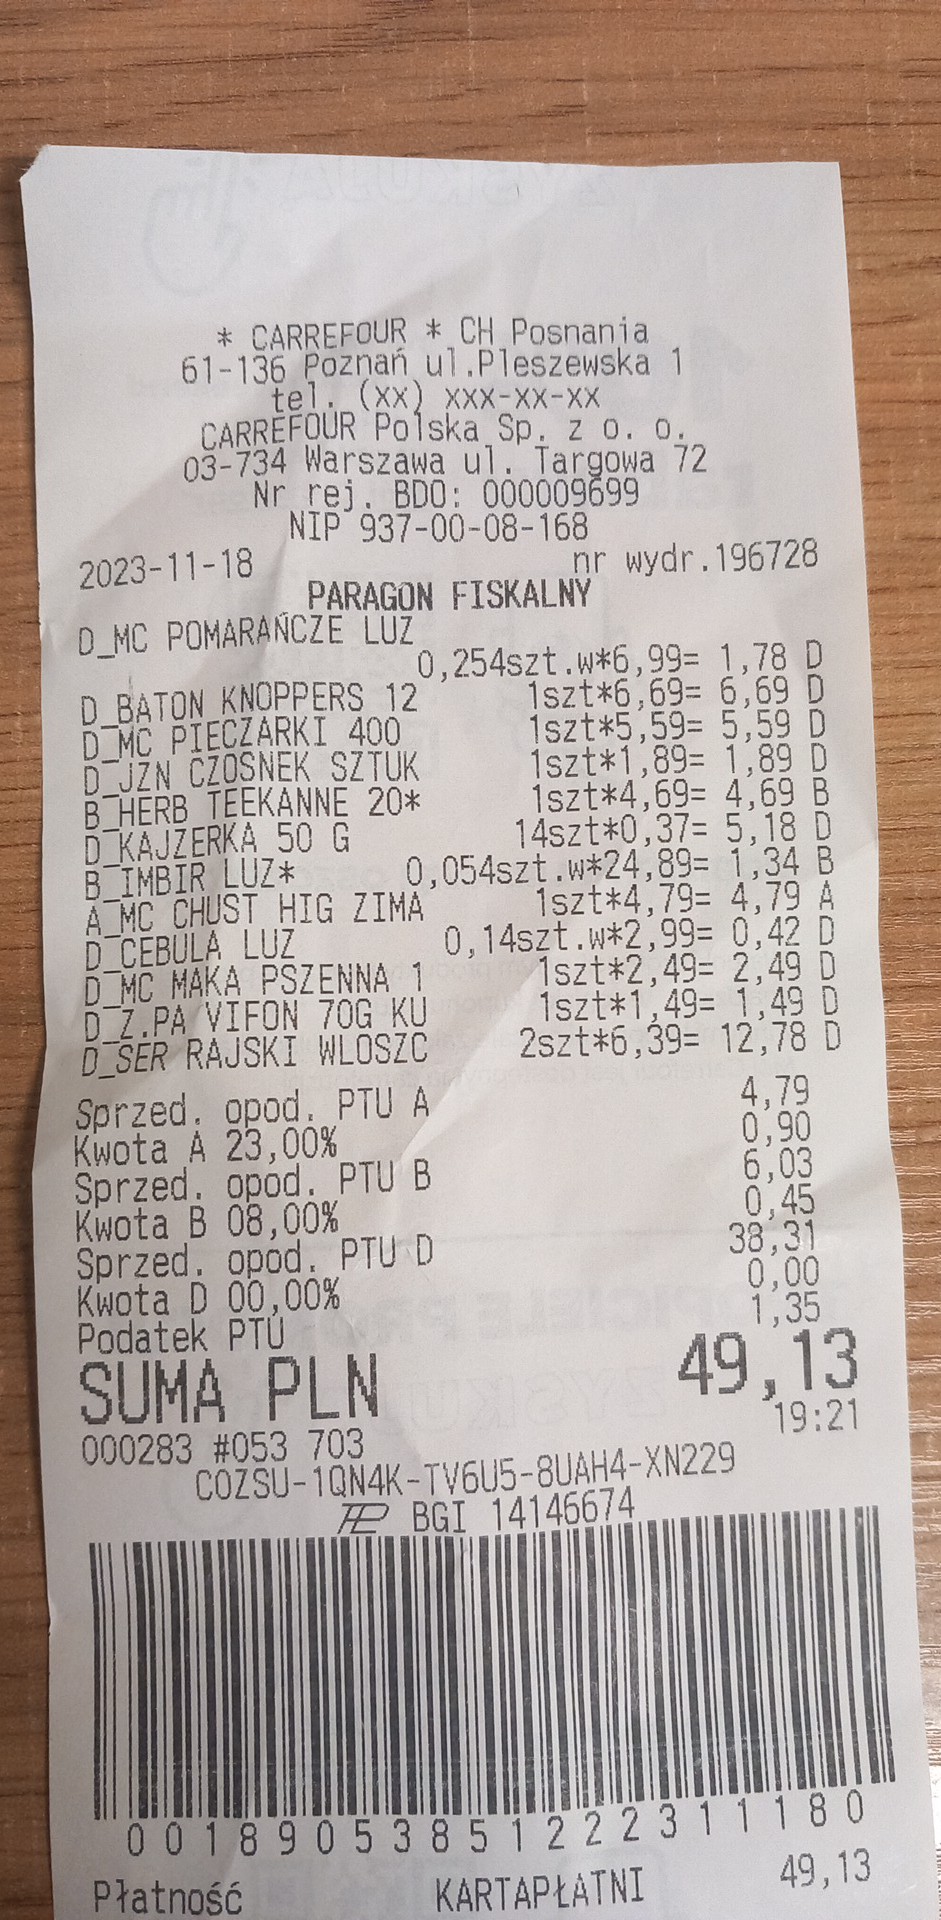 * CARREFOUR * CH Posnania
61-136 Poznań ul.Pleszewska 1
tel. (xx) xxx-xx-xx
CARREFOUR Polska Sp. z o. o.
03-734 Warszawa ul. Targowa 72
Nr rej. BDO: 000009699
NIP 937-00-08-168
2023-11-18 nr wydr.196728
PARAGON FISKALNY
D_MC POMARAŃCZE LUZ
0,254szt.w*6,99= 1,78 D
D_BATON KNOPPERS 12 1szt*6,69= 6,69 D
D_MC PIECZARKI 400 1szt*5,59= 5,59 D
D_JZN CZOSNEK SZTUK 1szt*1,89= 1,89 D
B_HERB TEEKANNE 20* 1szt*4,69= 4,69 B
D_KAJZERKA 50 G 14szt*0,37= 5,18 D
B_IMBIR LUZ* 0,054szt.w*24,89= 1,34 B
A_MC CHUST HIG ZIMA 1szt*4,79= 4,79 A
D_CEBULA LUZ 0,14szt.w*2,99= 0,42 D
D_MC MAKA PSZENNA 1 1szt*2,49= 2,49 D
D_Z.PA VIFON 70G KU 1szt*1,49= 1,49 D
D_SER RAJSKI WLOSZC 2szt*6,39= 12,78 D
Sprzed. opod. PTU A 4,79
Kwota A 23,00% 0,90
Sprzed. opod. PTU B 6,03
Kwota B 08,00% 0,45
Sprzed. opod. PTU D 38,31
Kwota D 00,00% 0,00
Podatek PTU 1,35
SUMA PLN 49,13
000283 #053 703 19:21
COZSU-1QN4K-TV6U5-8UAH4-XN229
BGI 14146674
0018905385122231118​0
Płatność KARTAPŁATNI 49,13